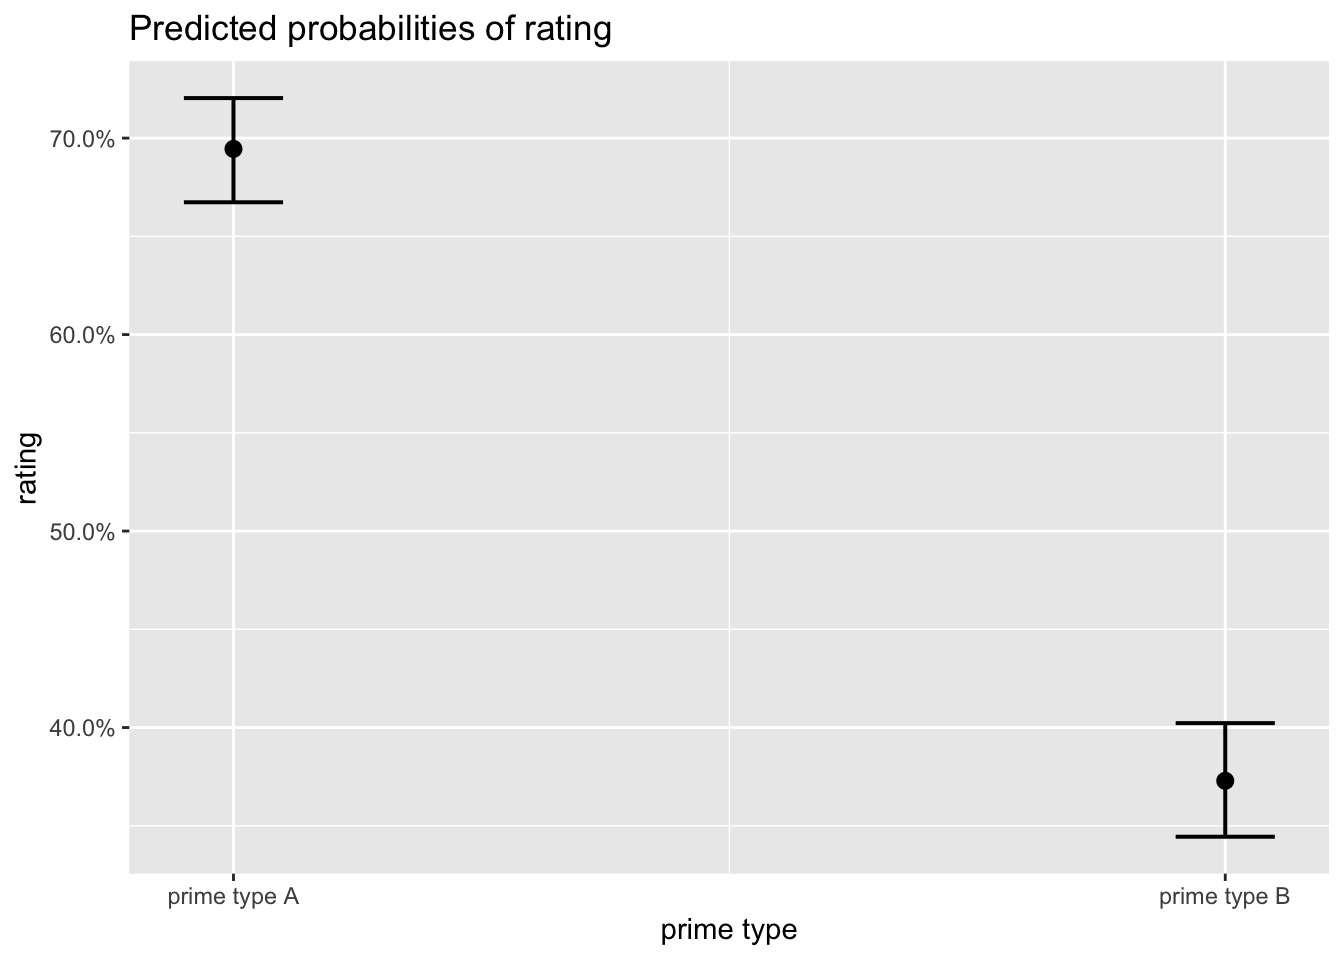 Predicted probabilities of rating
70.0%
60.0%
50.0%
40.0%
rating
prime type A
prime type B
prime type